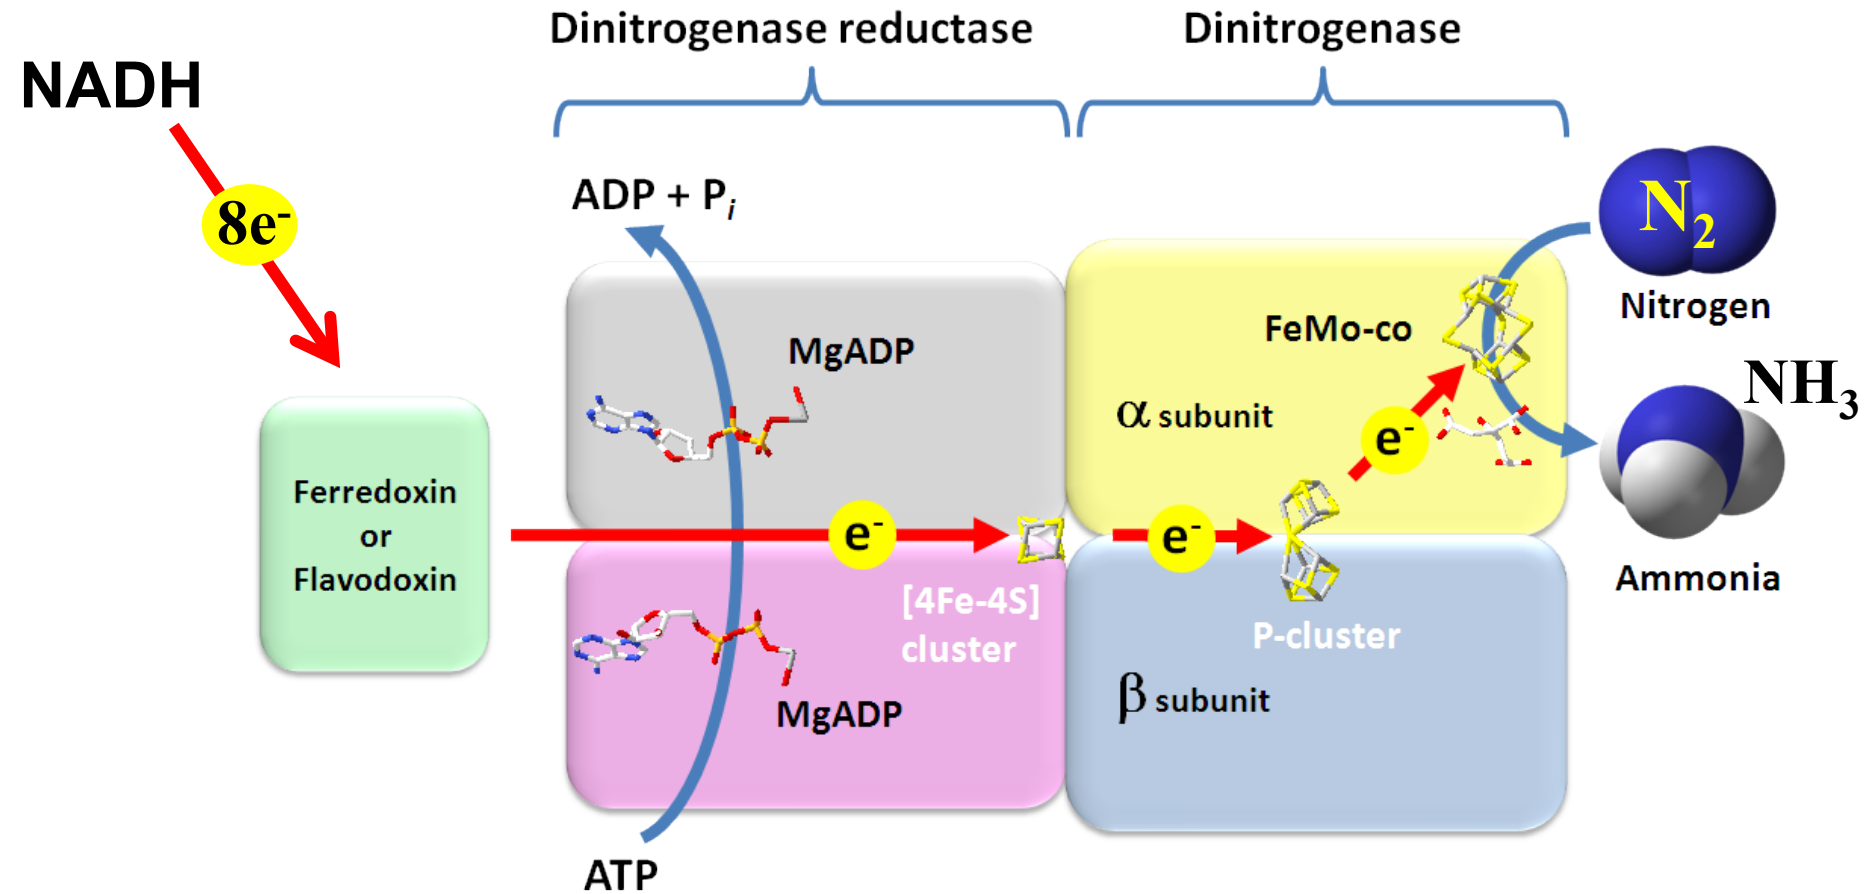 Dinitrogenase reductase
Dinitrogenase
NADH
8e⁻
ADP + Pᵢ
N₂
Nitrogen
MgADP
FeMo-co
NH₃
α subunit
e⁻
Ferredoxin
or
Flavodoxin
e⁻
e⁻
Ammonia
[4Fe-4S]
cluster
P-cluster
β subunit
MgADP
ATP